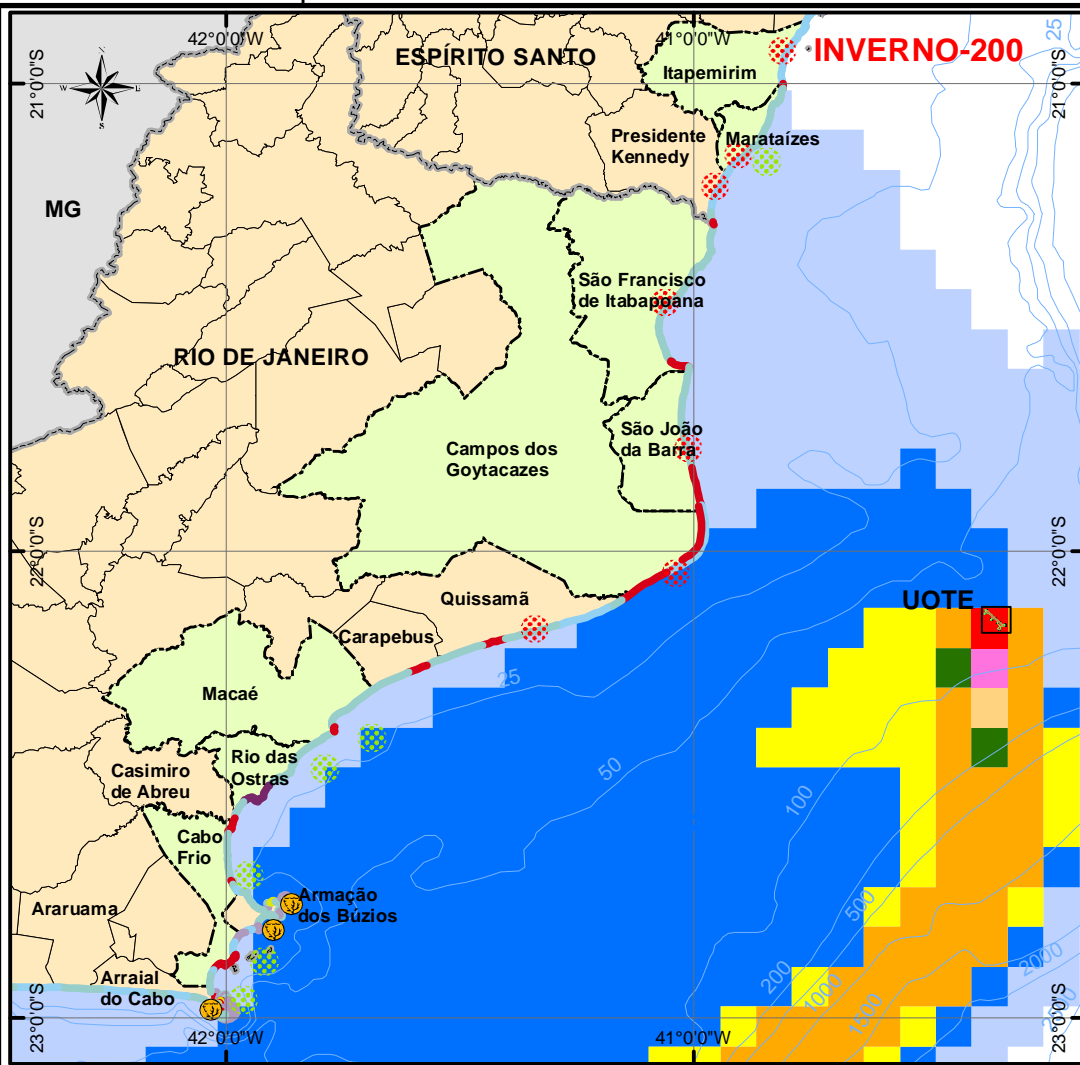 42°0'0"W
41°0'0"W
25
N
W
E
S
ESPÍRITO SANTO
INVERNO-200
Itapemirim
21°0'0"S
21°0'0"S
Presidente
Kennedy
Marataízes
MG
São Francisco
de Itabapoana
RIO DE JANEIRO
São João
da Barra
Campos dos
Goytacazes
22°0'0"S
22°0'0"S
Quissamã
UOTE
Carapebus
25
Macaé
50
100
Rio das
Ostras
Casimiro
de Abreu
Cabo
Frio
Armação
dos Búzios
Araruama
500
Arraial
do Cabo
200
1000
1500
2000
23°0'0"S
23°0'0"S
42°0'0"W
41°0'0"W